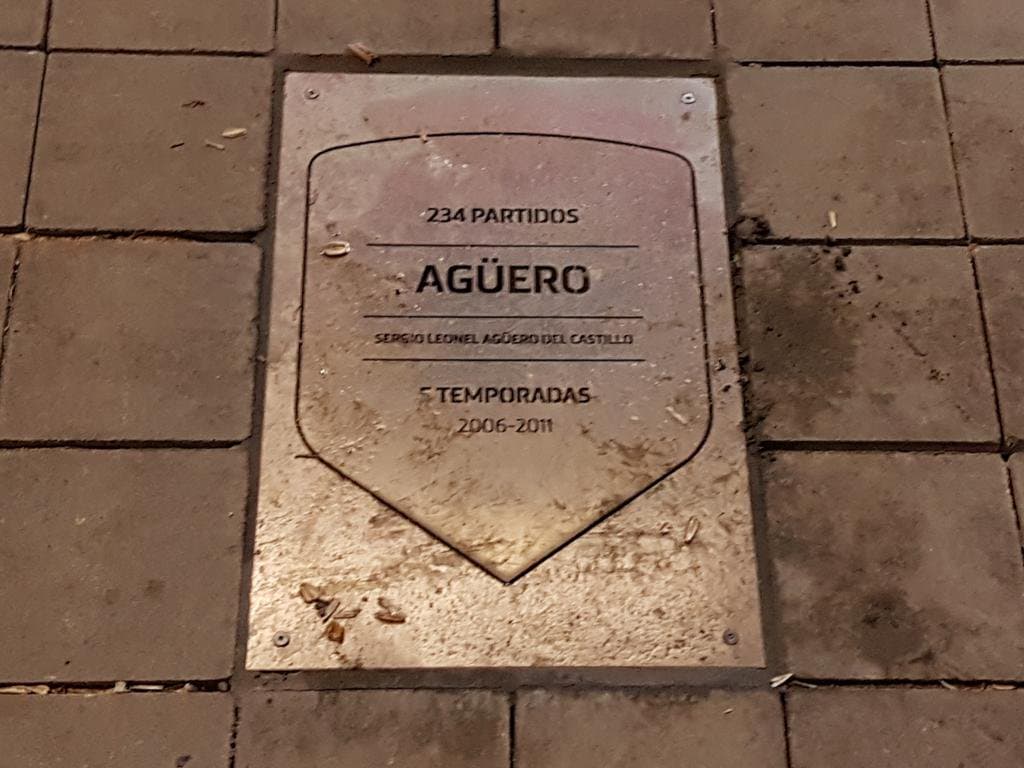 234 PARTIDOS
AGÜERO
SERGIO LEONEL AGÜERO DEL CASTILLO
5 TEMPORADAS
2006-2011